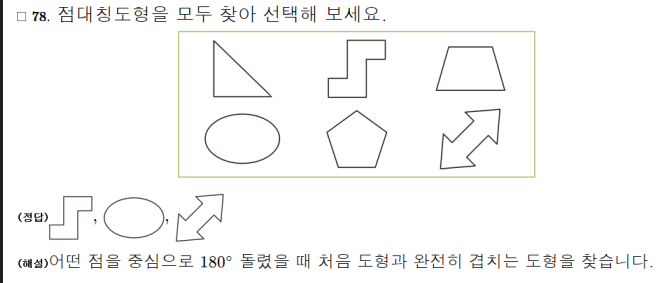 □ 78. 점대칭도형을 모두 찾아 선택해 보세요.
(정답) , ,
(해설)어떤 점을 중심으로 180° 돌렸을 때 처음 도형과 완전히 겹치는 도형을 찾습니다.